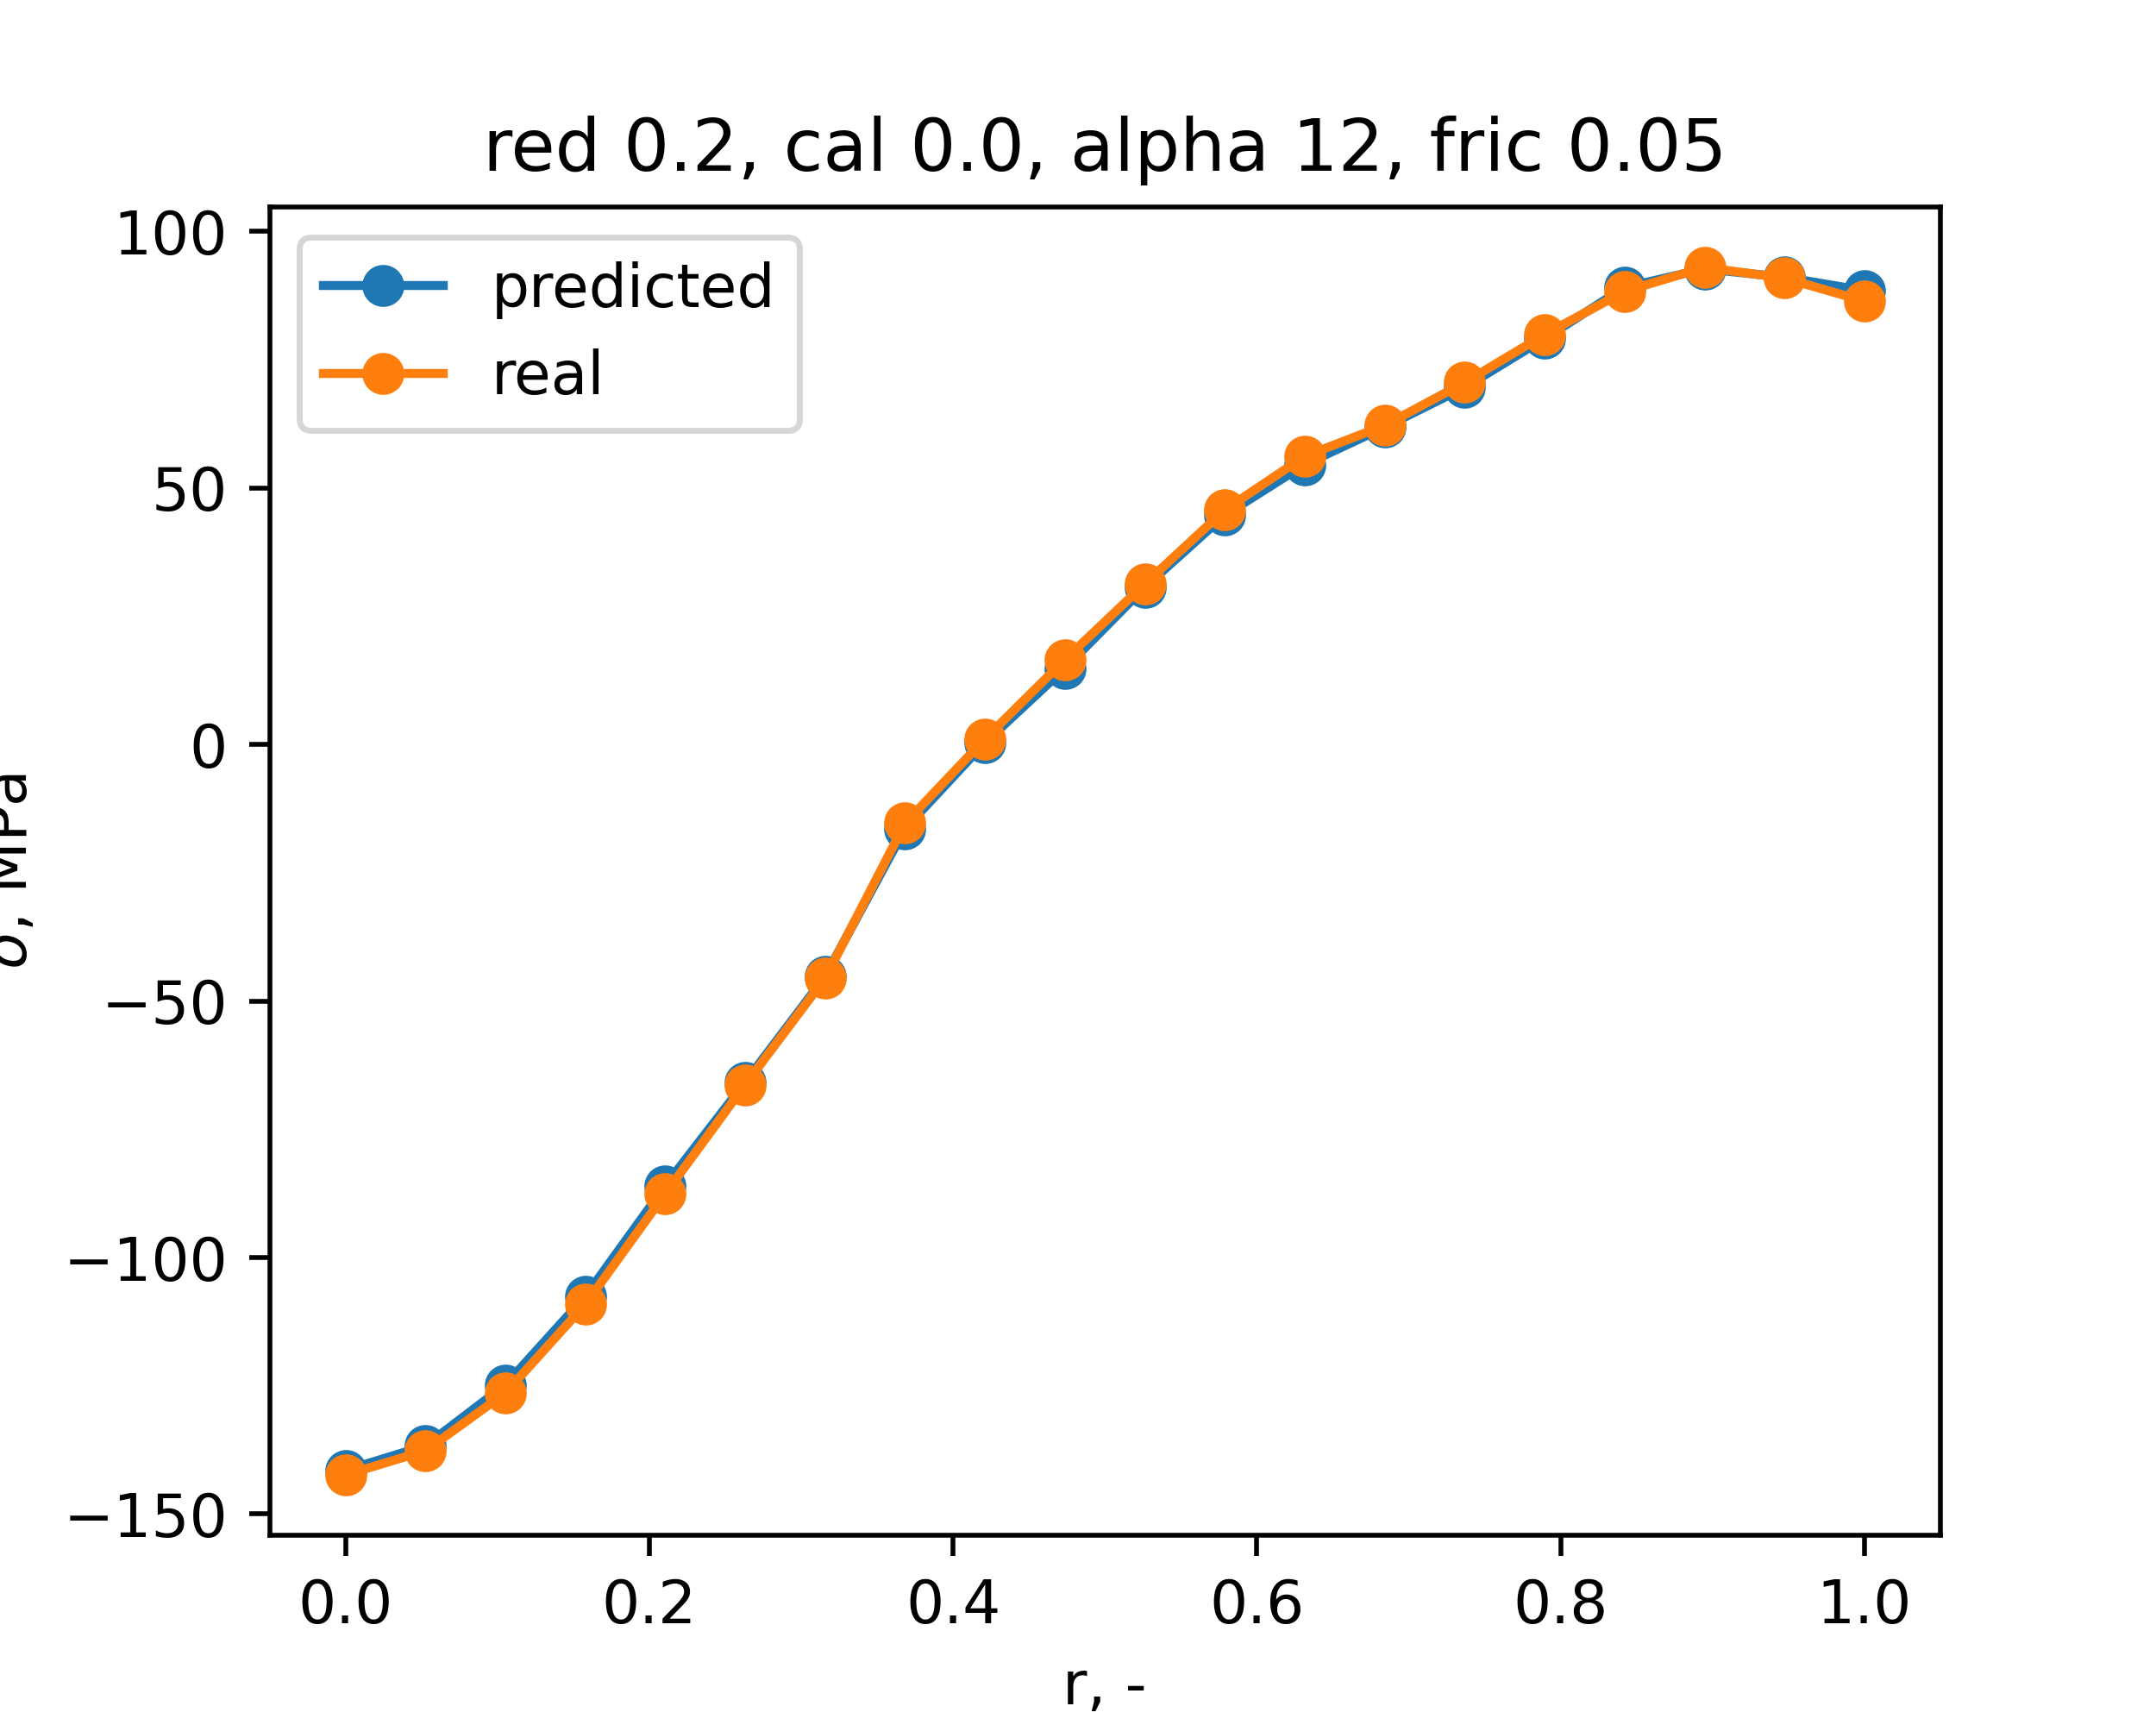 red 0.2, cal 0.0, alpha 12, fric 0.05
predicted
real
100
50
0
−50
−100
−150
σ, MPa
0.0 0.2 0.4 0.6 0.8 1.0
r, -